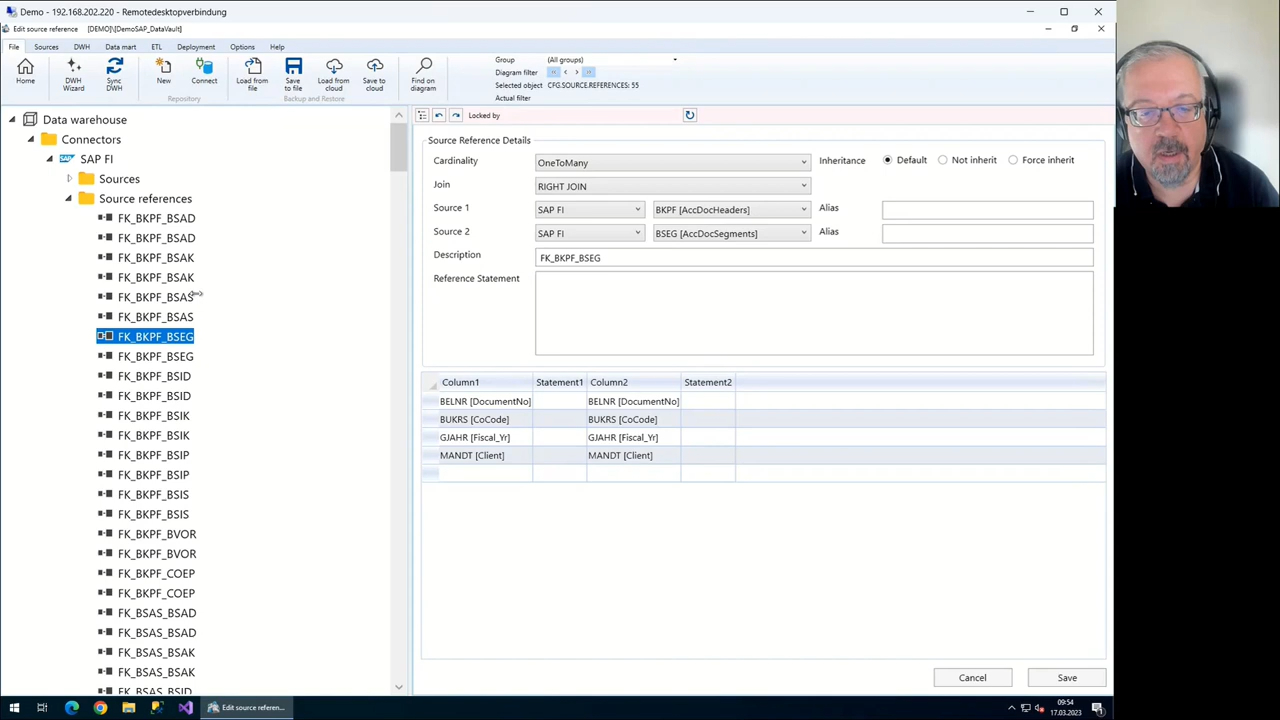 Demo - 192.168.202.220 - Remotedesktopverbindung
Edit source reference [DEMO]\[DemoSAP_DataVault]
File Sources DWH Data mart ETL Deployment Options Help
Home DWH Wizard Sync DWH New Connect Load from file Save to file Load from cloud Save to cloud Find on diagram
Repository Backup and Restore
Group (All groups)
Diagram filter
Selected object CFG.SOURCE.REFERENCES: 55
Actual filter
Data warehouse
Connectors
SAP FI
Sources
Source references
FK_BKPF_BSAD
FK_BKPF_BSAD
FK_BKPF_BSAK
FK_BKPF_BSAK
FK_BKPF_BSAS
FK_BKPF_BSAS
FK_BKPF_BSEG
FK_BKPF_BSEG
FK_BKPF_BSID
FK_BKPF_BSID
FK_BKPF_BSIK
FK_BKPF_BSIK
FK_BKPF_BSIP
FK_BKPF_BSIP
FK_BKPF_BSIS
FK_BKPF_BSIS
FK_BKPF_BVOR
FK_BKPF_BVOR
FK_BKPF_COEP
FK_BKPF_COEP
FK_BSAS_BSAD
FK_BSAS_BSAD
FK_BSAS_BSAK
FK_BSAS_BSAK
FK_BSAS_BSID
Locked by
Source Reference Details
Cardinality OneToMany Inheritance Default Not inherit Force inherit
Join RIGHT JOIN
Source 1 SAP FI BKPF [AccDocHeaders] Alias
Source 2 SAP FI BSEG [AccDocSegments] Alias
Description FK_BKPF_BSEG
Reference Statement
Column1 Statement1 Column2 Statement2
BELNR [DocumentNo] BELNR [DocumentNo]
BUKRS [CoCode] BUKRS [CoCode]
GJAHR [Fiscal_Yr] GJAHR [Fiscal_Yr]
MANDT [Client] MANDT [Client]
Cancel Save
Edit source referen...
09:54
17.03.2023